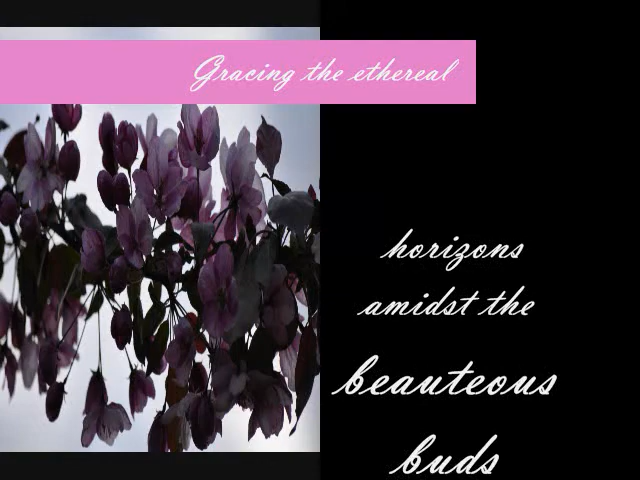 Gracing the ethereal
horizons
amidst the
beauteous
buds